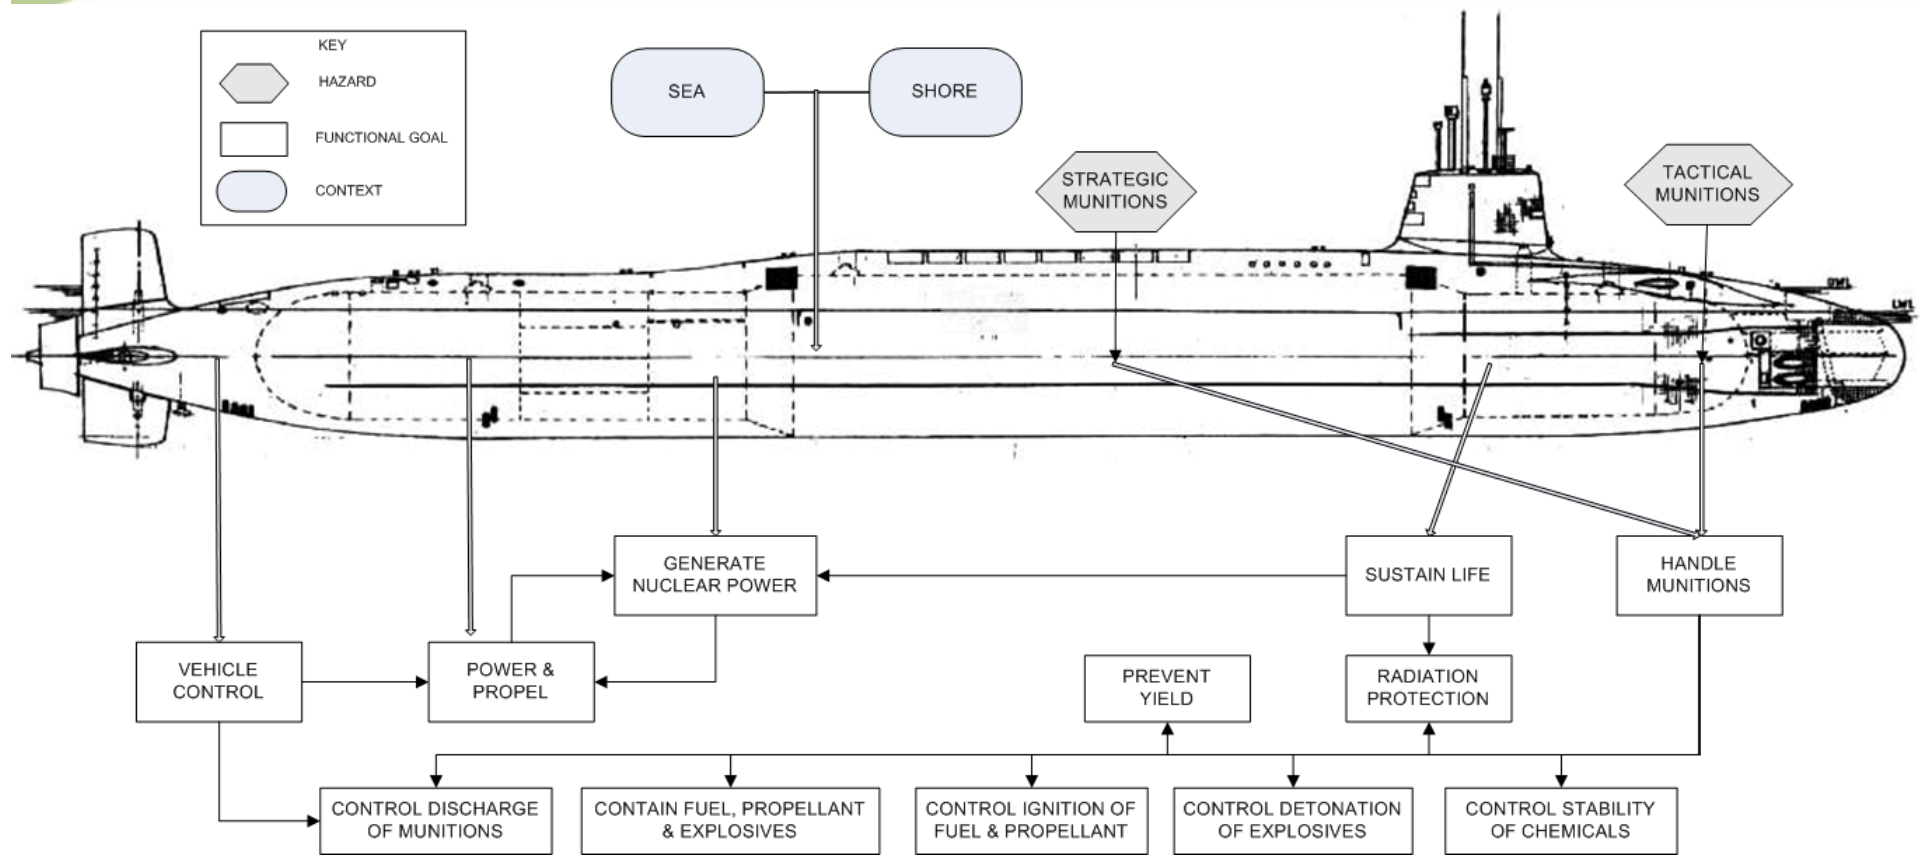 KEY
HAZARD
FUNCTIONAL GOAL
CONTEXT
SEA
SHORE
STRATEGIC
MUNITIONS
TACTICAL
MUNITIONS
LWL
GENERATE
NUCLEAR POWER
SUSTAIN LIFE
HANDLE
MUNITIONS
VEHICLE
CONTROL
POWER &
PROPEL
PREVENT
YIELD
RADIATION
PROTECTION
CONTROL DISCHARGE
OF MUNITIONS
CONTAIN FUEL, PROPELLANT
& EXPLOSIVES
CONTROL IGNITION OF
FUEL & PROPELLANT
CONTROL DETONATION
OF EXPLOSIVES
CONTROL STABILITY
OF CHEMICALS